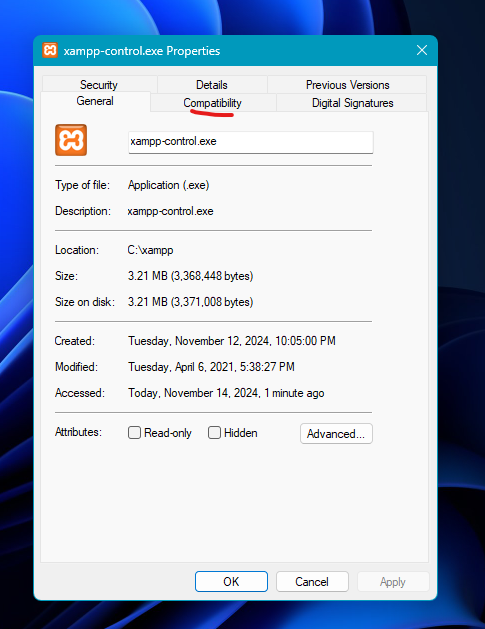 xampp-control.exe Properties
Security Details Previous Versions
General Compatibility Digital Signatures
xampp-control.exe
Type of file: Application (.exe)
Description: xampp-control.exe
Location: C:\xampp
Size: 3.21 MB (3,368,448 bytes)
Size on disk: 3.21 MB (3,371,008 bytes)
Created: Tuesday, November 12, 2024, 10:05:00 PM
Modified: Tuesday, April 6, 2021, 5:38:27 PM
Accessed: Today, November 14, 2024, 1 minute ago
Attributes: Read-only Hidden Advanced...
OK Cancel Apply